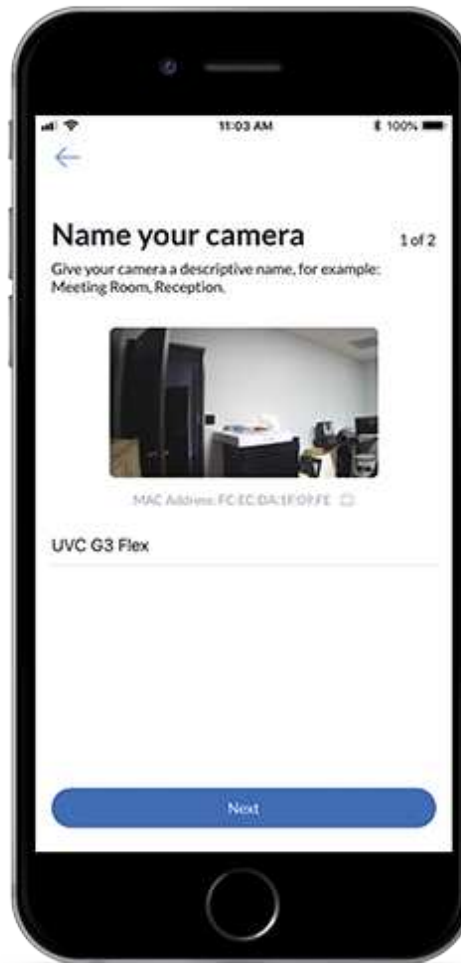 11:03 AM
100%
Name your camera
1 of 2
Give your camera a descriptive name, for example:
Meeting Room, Reception.
MAC Address: FC:EC:DA:1F:09:FE
UVC G3 Flex
Next